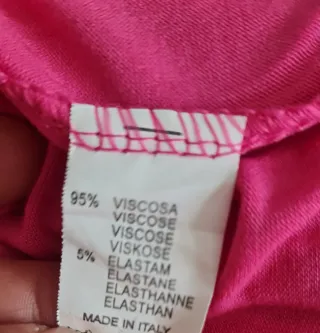 95% VISCOSA
VISCOSE
VISCOSE
VISKOSE
5% ELASTAM
ELASTANE
ELASTHANNE
ELASTHAN
MADE IN ITALY